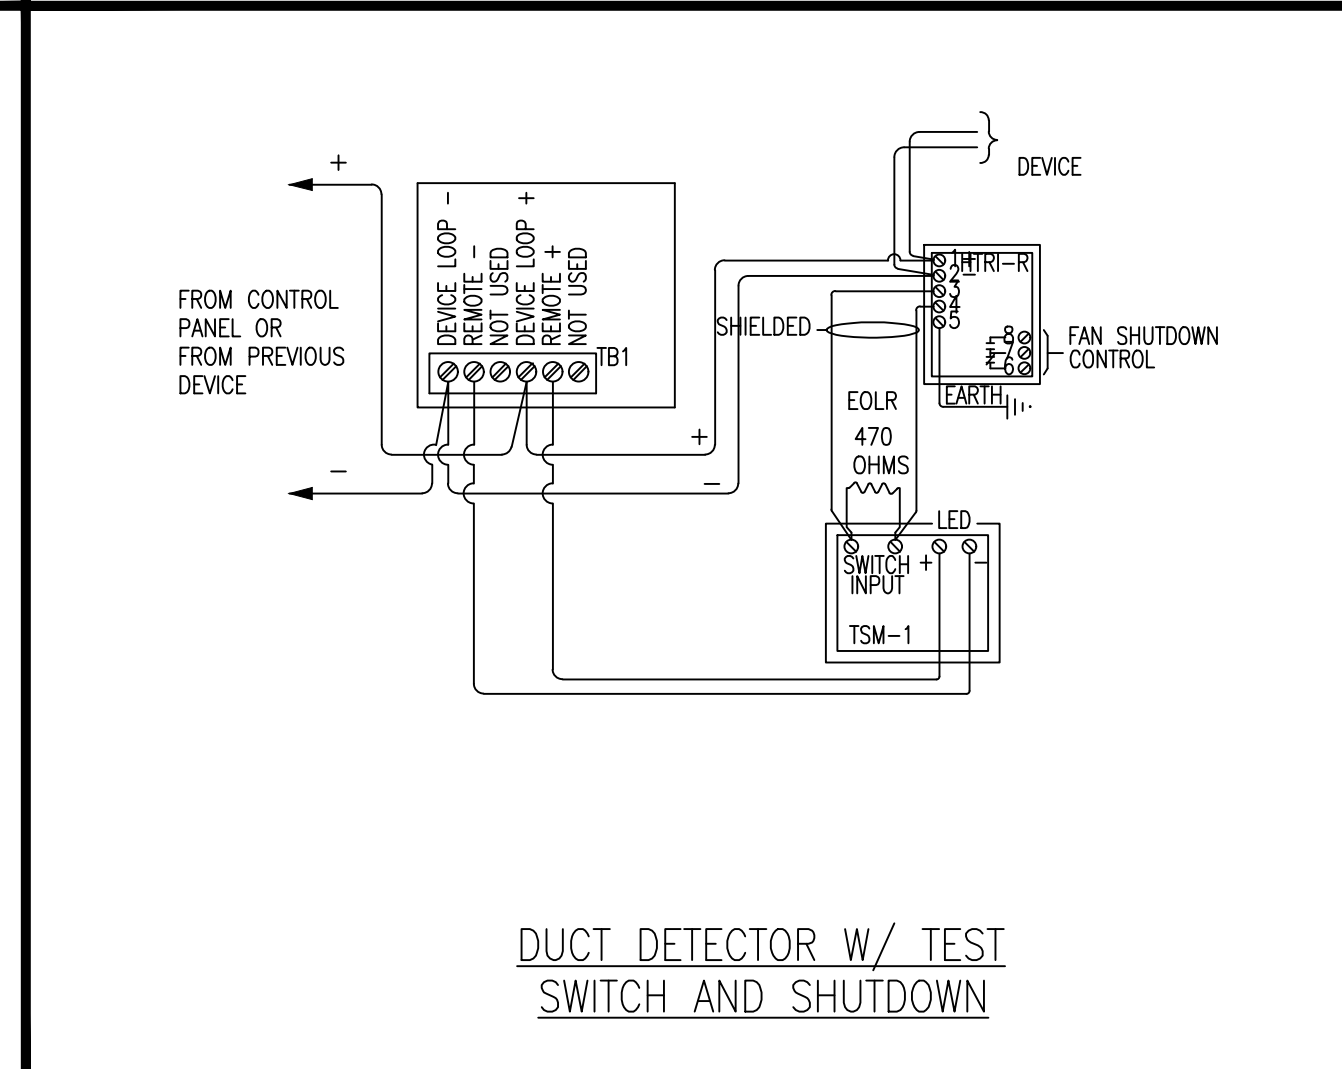 +
DEVICE
DEVICE LOOP -
REMOTE -
NOT USED
DEVICE LOOP +
REMOTE +
NOT USED
TB1
FROM CONTROL
PANEL OR
FROM PREVIOUS
DEVICE
1+
HTRI-R
2-
3
4
5
8
7
6
SHIELDED
FAN SHUTDOWN
CONTROL
EARTH
EOLR
470
OHMS
+
-
-
LED
SWITCH
INPUT
+
-
TSM-1
DUCT DETECTOR W/ TEST
SWITCH AND SHUTDOWN